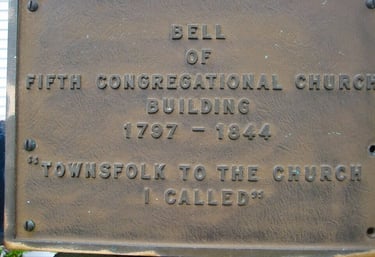 BELL
OF
FIFTH CONGREGATIONAL CHURCH
BUILDING
1797 - 1844
"TOWNSFOLK TO THE CHURCH
I CALLED"